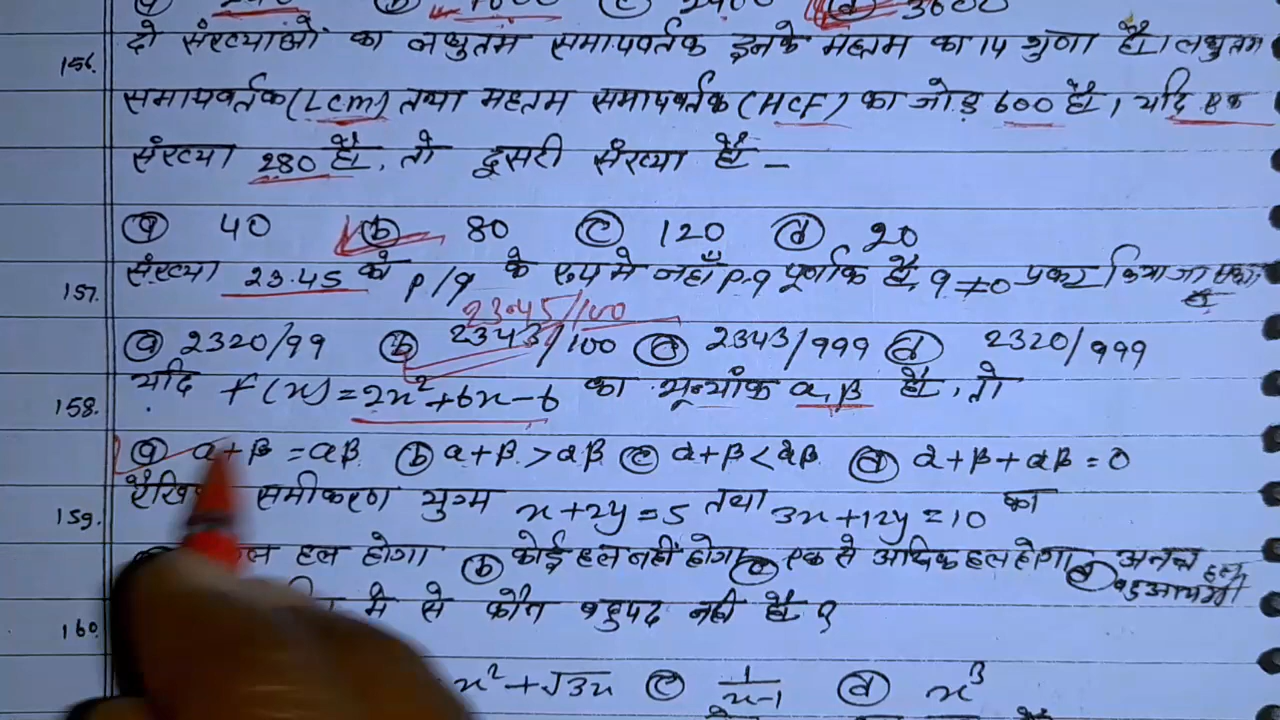 156. दो संख्याओं का लघुतम समापवर्तक इनके महत्तम का 14 गुणा है। लघुतम
समापवर्तक (LCM) तथा महतम समापवर्तक (HCF) का जोड़ 600 है। यदि एक
संख्या 280 है, तो दूसरी संख्या है -
(a) 40 (b) 80 (c) 120 (d) 20
157. संख्या 23.45 को p/q के रूप में जहाँ p.q पूर्णांक है, q ≠ 0 प्रकट किया जा सकता
23.45/100
(a) 2320/99 (b) 2343/100 (c) 2343/999 (d) 2320/999
158. यदि f(x) = 2x²+6x-6 का शून्यांक α, β है, तो
(a) α+β = αβ (b) α+β > αβ (c) α+β < αβ (d) α+β+αβ = 0
159. समीकरण युग्म x+2y=5 तथा 3x+12y=10 का
हल होगा (b) कोई हल नहीं होगा (c) एक से अधिक हल होगा (d) अनन्त हल
160. में से कौन बहुपद नहीं है ?
x²+√3x (c) 1/(x-1) (d) x³